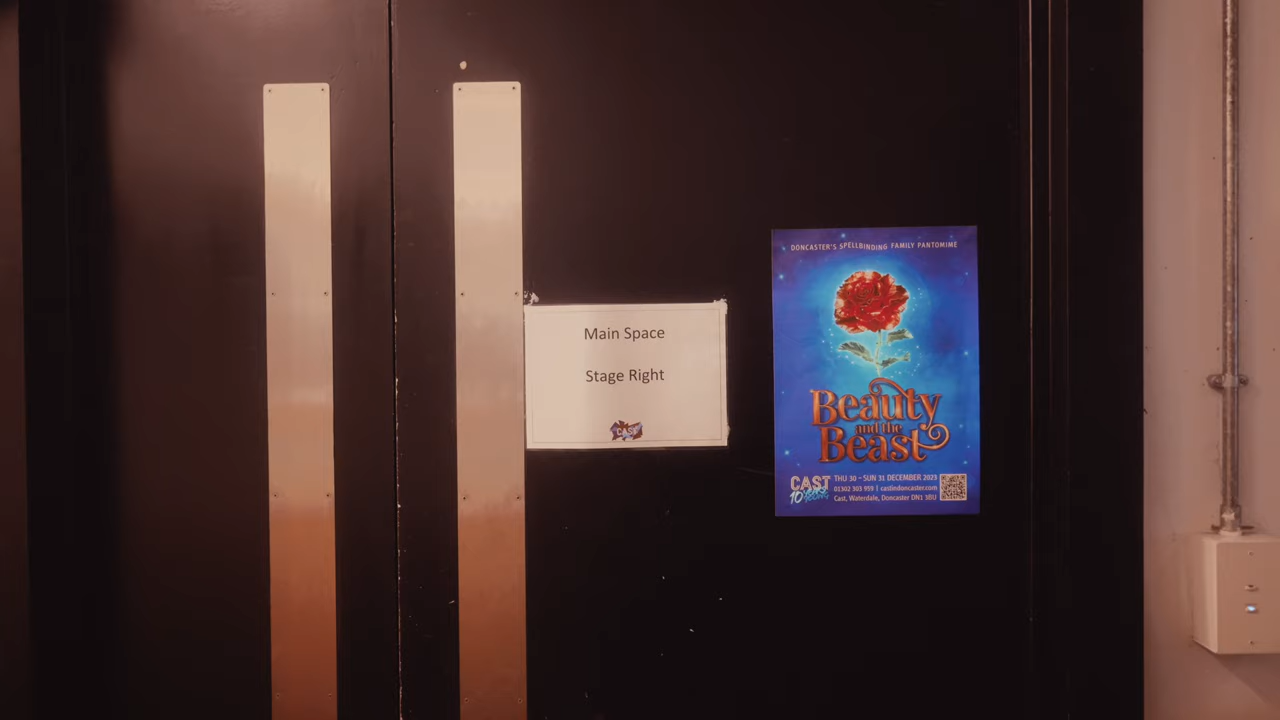 Main Space
Stage Right
CAST
DONCASTER'S SPELLBINDING FAMILY PANTOMIME
Beauty
and the
Beast
CAST
10 YEARS
THU 30 – SUN 31 DECEMBER 2023
01302 303 959 | castindoncaster.com
Cast, Waterdale, Doncaster DN1 3BU